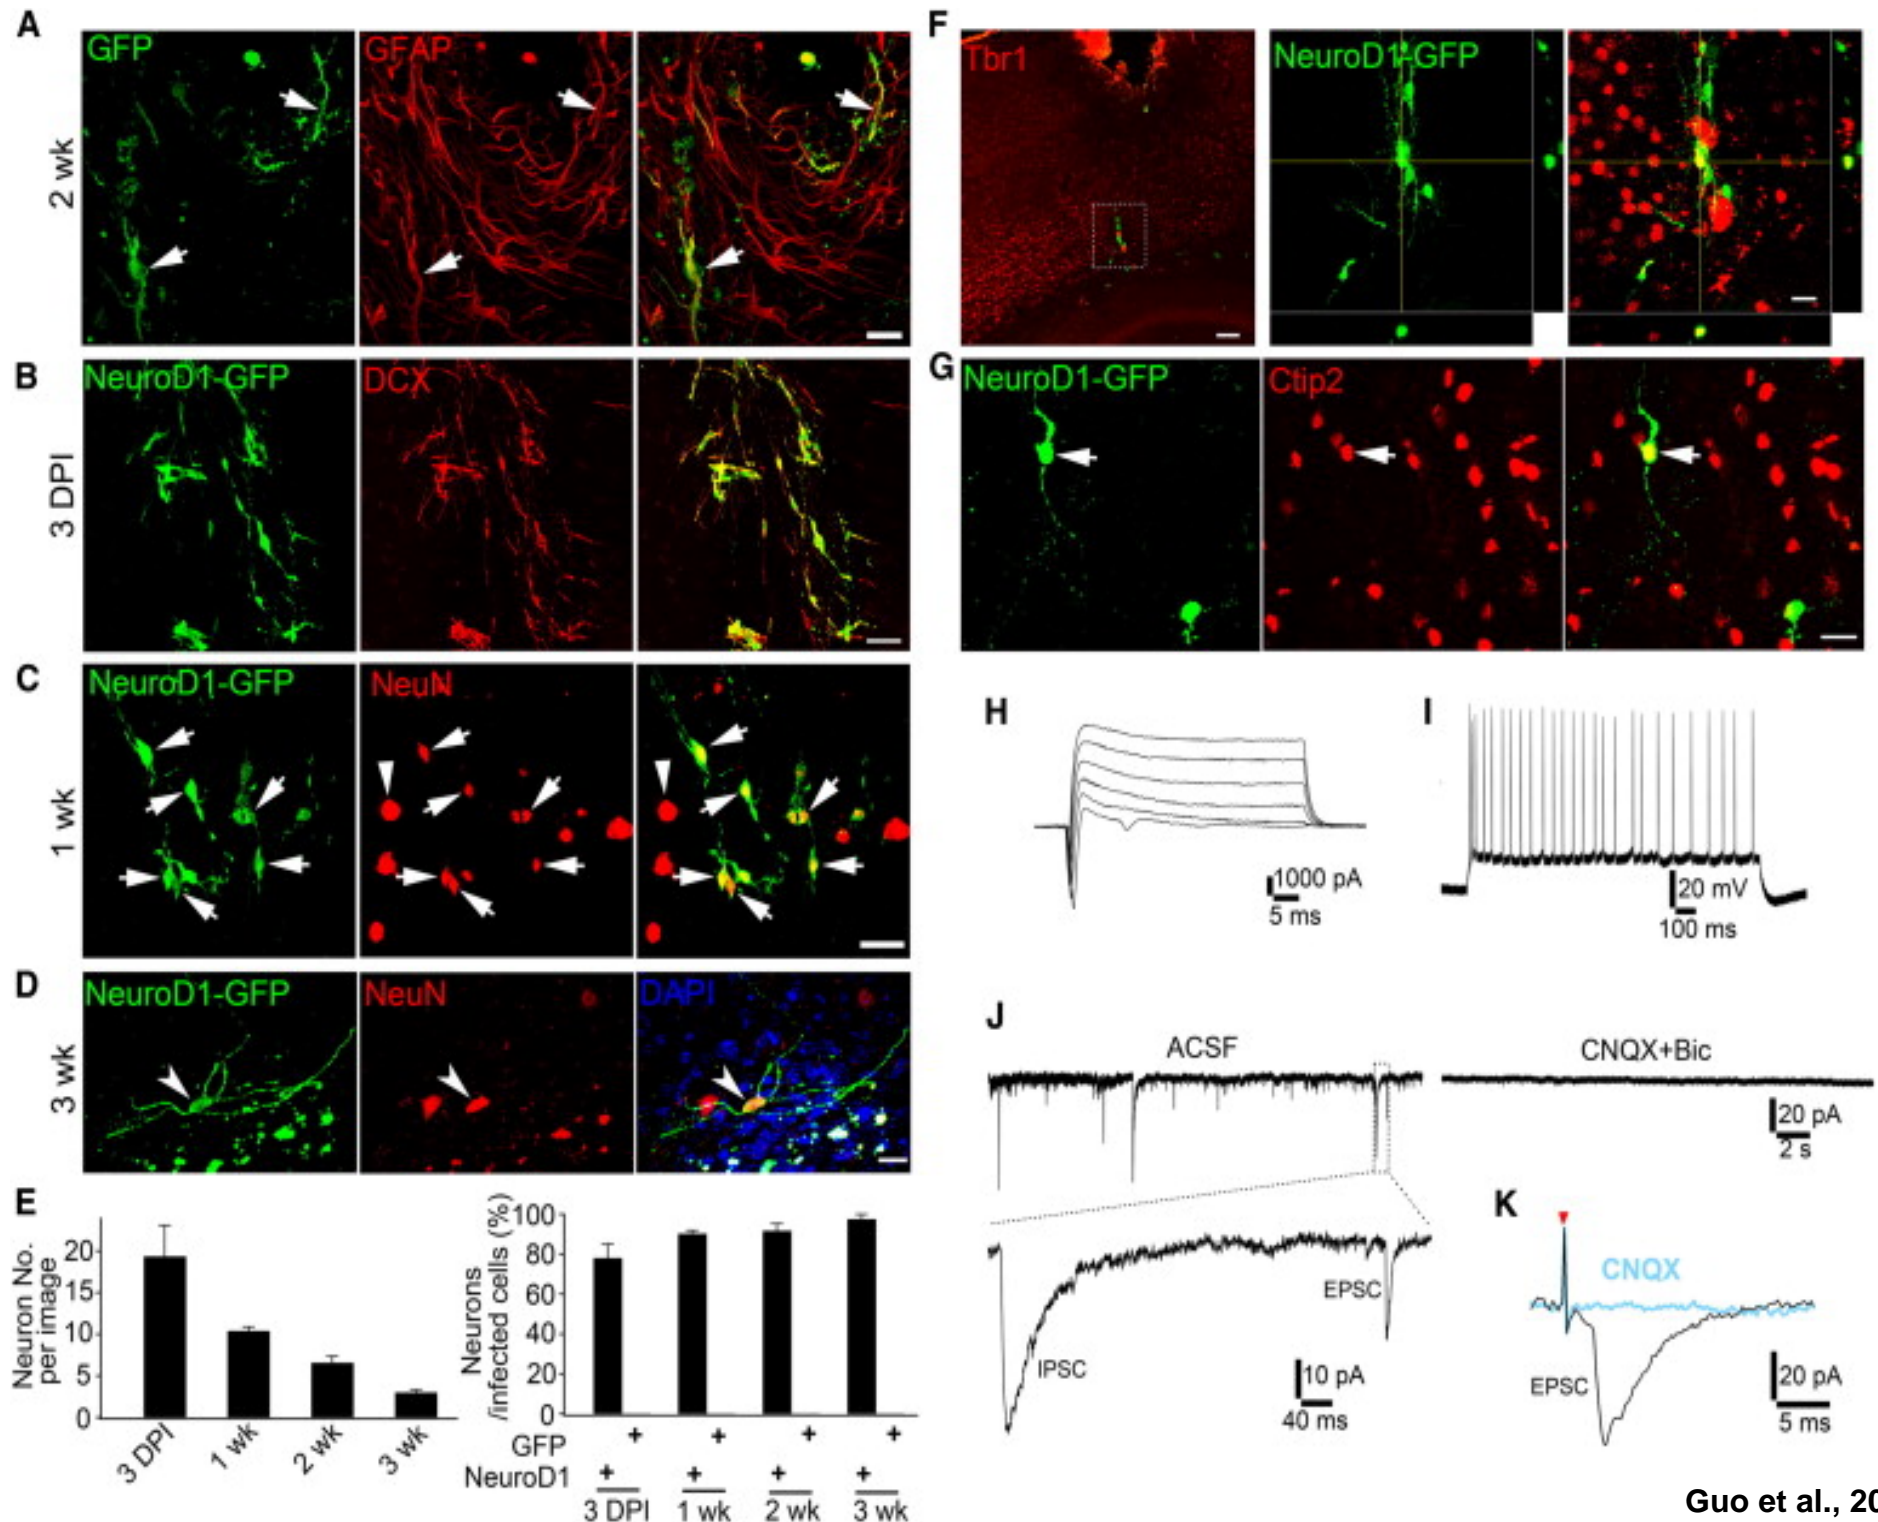 A
GFP
GFAP
2 wk
B
NeuroD1-GFP
DCX
3 DPI
C
NeuroD1-GFP
NeuN
1 wk
D
NeuroD1-GFP
NeuN
DAPI
3 wk
E
Neuron No.
per image
20
15
10
5
0
3 DPI
1 wk
2 wk
3 wk
Neurons
/infected cells (%)
100
80
60
40
20
0
GFP + + + +
NeuroD1 + + + +
3 DPI 1 wk 2 wk 3 wk
F
Tbr1
NeuroD1-GFP
G
NeuroD1-GFP
Ctip2
H
1000 pA
5 ms
I
20 mV
100 ms
J
ACSF
CNQX+Bic
20 pA
2 s
IPSC
EPSC
10 pA
40 ms
K
CNQX
EPSC
20 pA
5 ms
Guo et al., 20